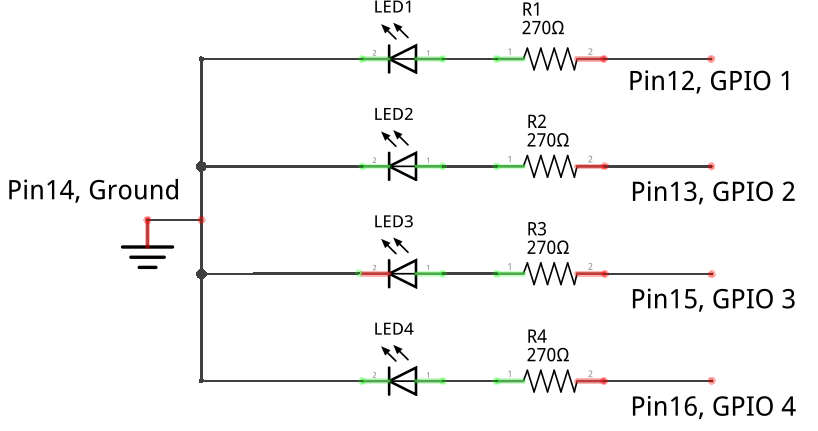 LED1
R1
270Ω
2
1
1
2
Pin12, GPIO 1
LED2
R2
270Ω
2
1
1
2
Pin14, Ground
Pin13, GPIO 2
LED3
R3
270Ω
2
1
1
2
Pin15, GPIO 3
LED4
R4
270Ω
2
1
1
2
Pin16, GPIO 4